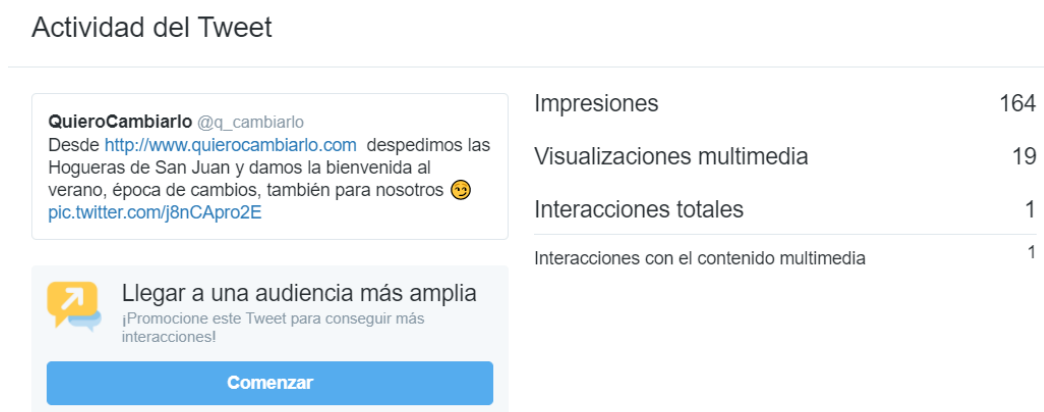 Actividad del Tweet
QuieroCambiarlo @q_cambiarlo
Desde http://www.quierocambiarlo.com despedimos las
Hogueras de San Juan y damos la bienvenida al
verano, época de cambios, también para nosotros 😏
pic.twitter.com/j8nCApro2E
Llegar a una audiencia más amplia
¡Promocione este Tweet para conseguir más
interacciones!
Comenzar
Impresiones 164
Visualizaciones multimedia 19
Interacciones totales 1
Interacciones con el contenido multimedia 1